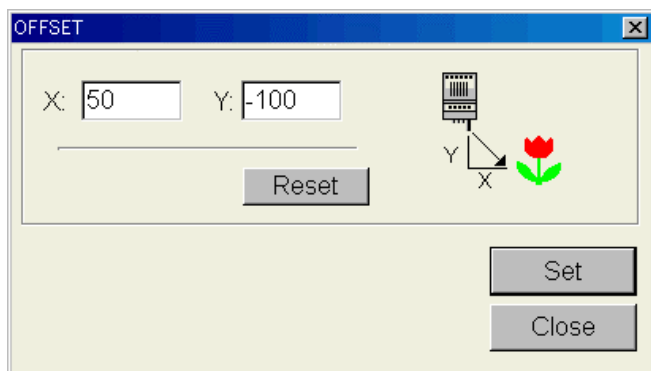 OFFSET
X: 50 Y: -100
Y
X
Reset
Set
Close